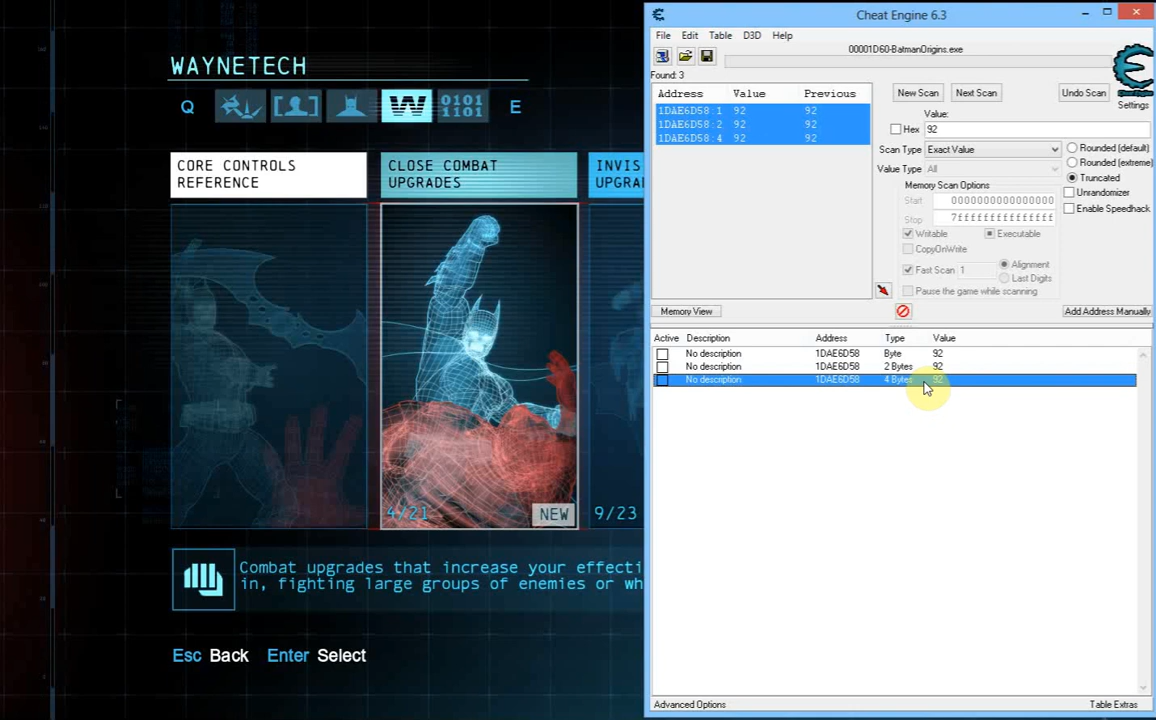 WAYNETECH
Q
W
0101
1101
E
CORE CONTROLS
REFERENCE
CLOSE COMBAT
UPGRADES
INVIS
UPGRA
4/21
NEW
9/23
Combat upgrades that increase your effecti
in, fighting large groups of enemies or wh
Esc Back Enter Select
Cheat Engine 6.3
File Edit Table D3D Help
00001D60-BatmanOrigins.exe
Found: 3
Address Value Previous
1DAE6D58:1 92 92
1DAE6D58:2 92 92
1DAE6D58:4 92 92
New Scan Next Scan Undo Scan
Settings
Value:
Hex 92
Scan Type Exact Value
Value Type All
Rounded (default)
Rounded (extreme)
Truncated
Memory Scan Options
Start 0000000000000000
Stop 7fffffffffffffff
Unrandomizer
Enable Speedhack
Writable Executable
CopyOnWrite
Fast Scan 1 Alignment
Last Digits
Pause the game while scanning
Memory View Add Address Manually
Active Description Address Type Value
No description 1DAE6D58 Byte 92
No description 1DAE6D58 2 Bytes 92
No description 1DAE6D58 4 Bytes 92
Advanced Options Table Extras